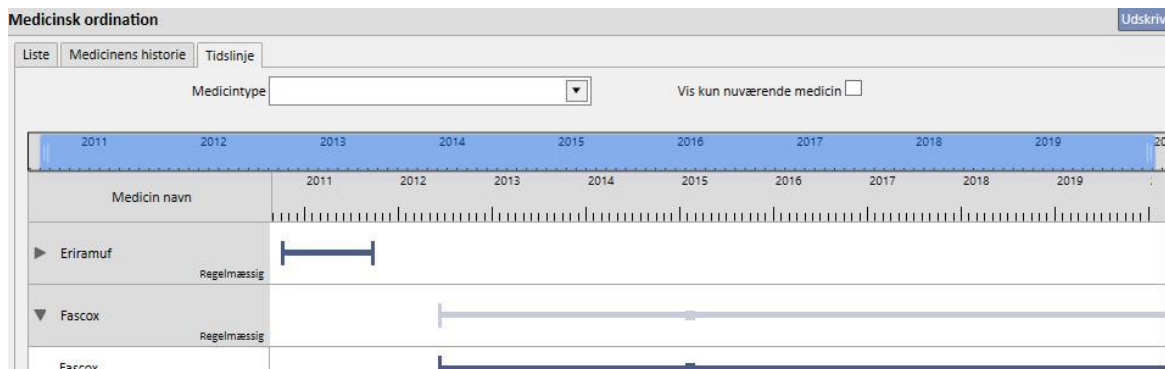 Medicinsk ordination
Liste Medicinens historie Tidslinje
Medicintype Vis kun nuværende medicin
2011 2012 2013 2014 2015 2016 2017 2018 2019
2011 2012 2013 2014 2015 2016 2017 2018 2019
Medicin navn
Eriramuf
Regelmæssig
Fascox
Regelmæssig
Fascox